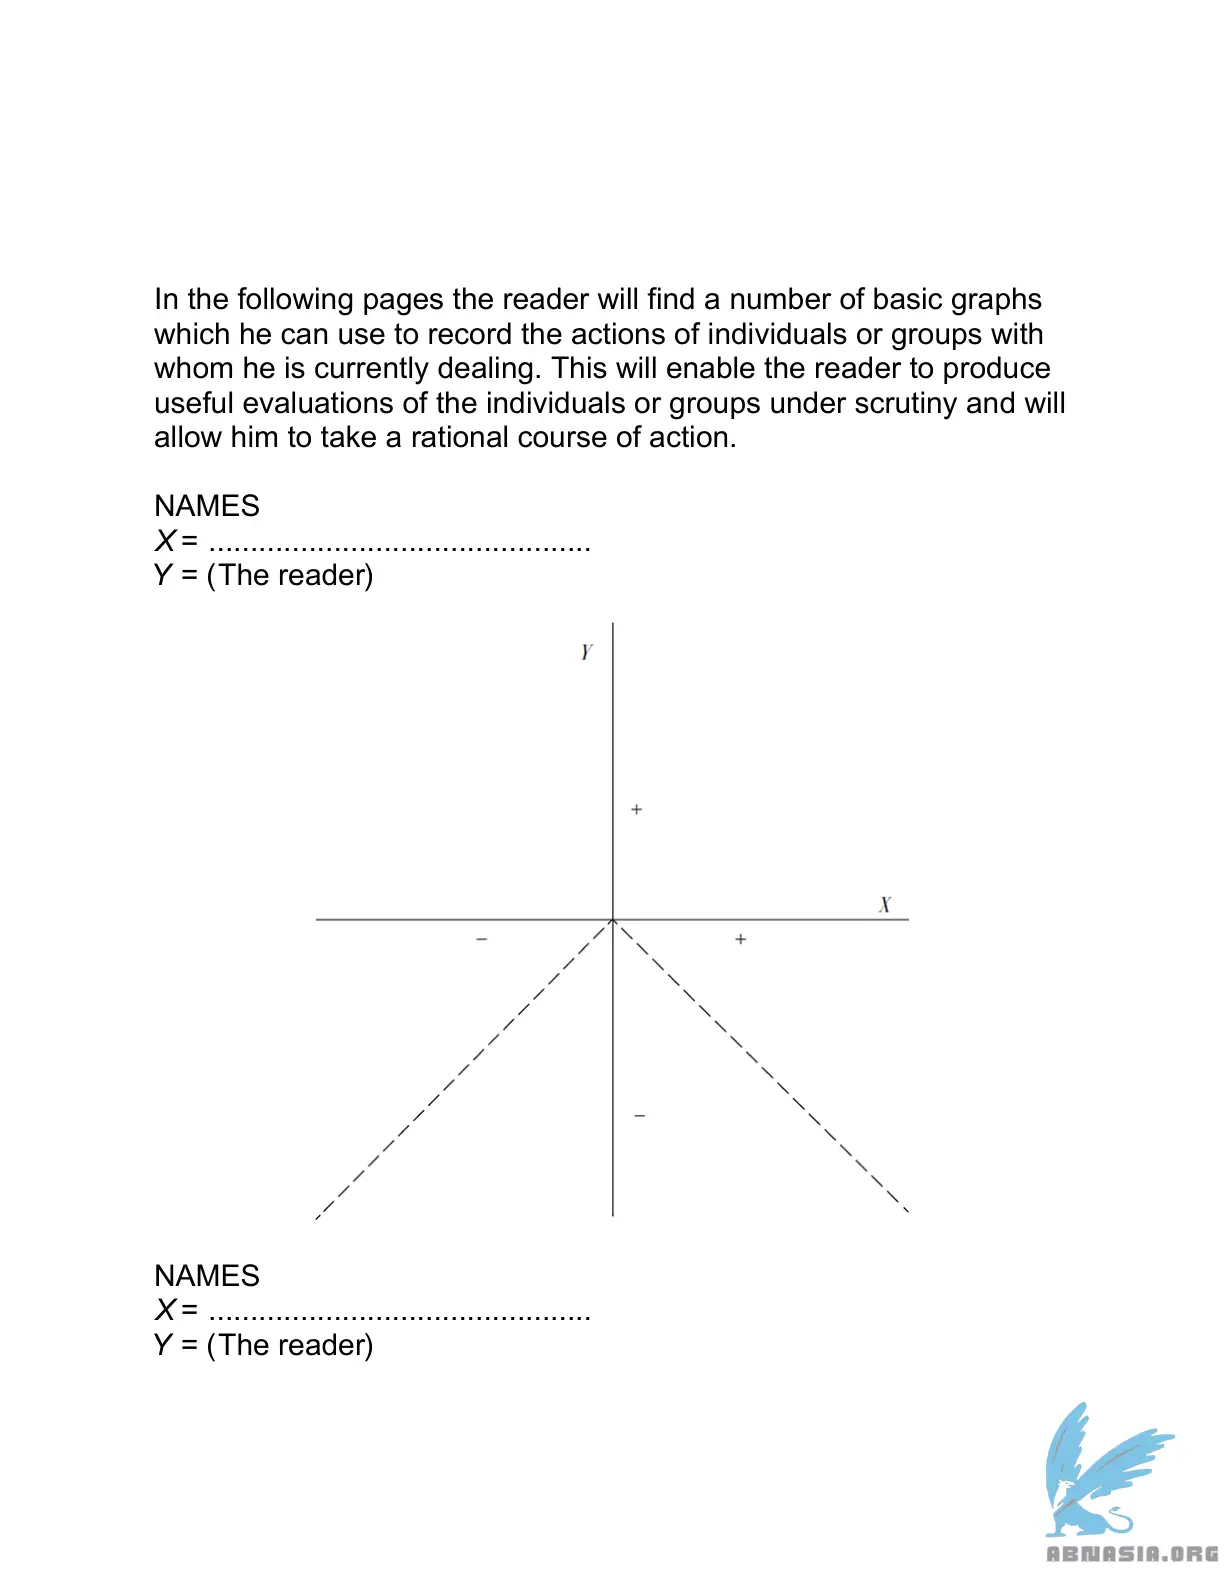 In the following pages the reader will find a number of basic graphs
which he can use to record the actions of individuals or groups with
whom he is currently dealing. This will enable the reader to produce
useful evaluations of the individuals or groups under scrutiny and will
allow him to take a rational course of action.
NAMES
X = ..............................................
Y = (The reader)
Y
+
X
− +
−
NAMES
X = ..............................................
Y = (The reader)
ABNASIA.ORG